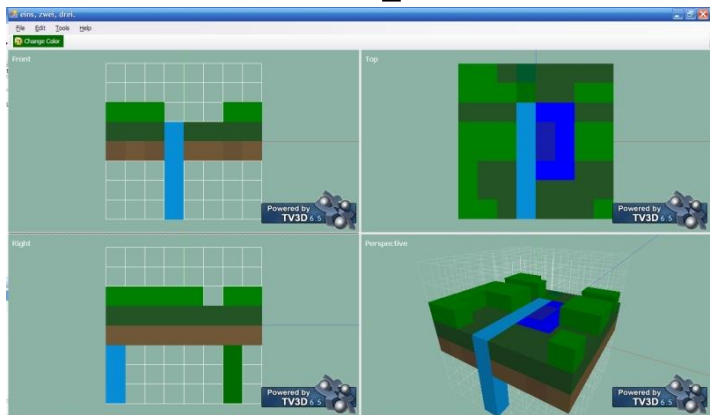 eins, zwei, drei.
File Edit Tools Help
Change Color
Front
Top
Powered by
TV3D 6.5
Powered by
TV3D 6.5
Right
Perspective
Powered by
TV3D 6.5
Powered by
TV3D 6.5